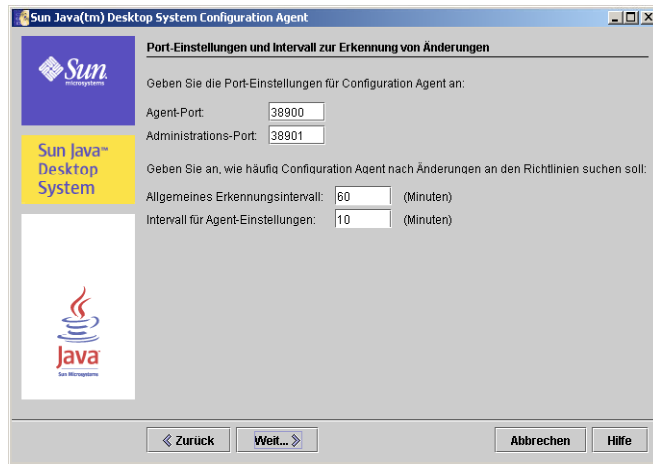 Sun Java(tm) Desktop System Configuration Agent
Sun
microsystems
Sun Java™
Desktop
System
Java
Sun Microsystems
Port-Einstellungen und Intervall zur Erkennung von Änderungen
Geben Sie die Port-Einstellungen für Configuration Agent an:
Agent-Port: 38900
Administrations-Port: 38901
Geben Sie an, wie häufig Configuration Agent nach Änderungen an den Richtlinien suchen soll:
Allgemeines Erkennungsintervall: 60 (Minuten)
Intervall für Agent-Einstellungen: 10 (Minuten)
Zurück Weit... Abbrechen Hilfe